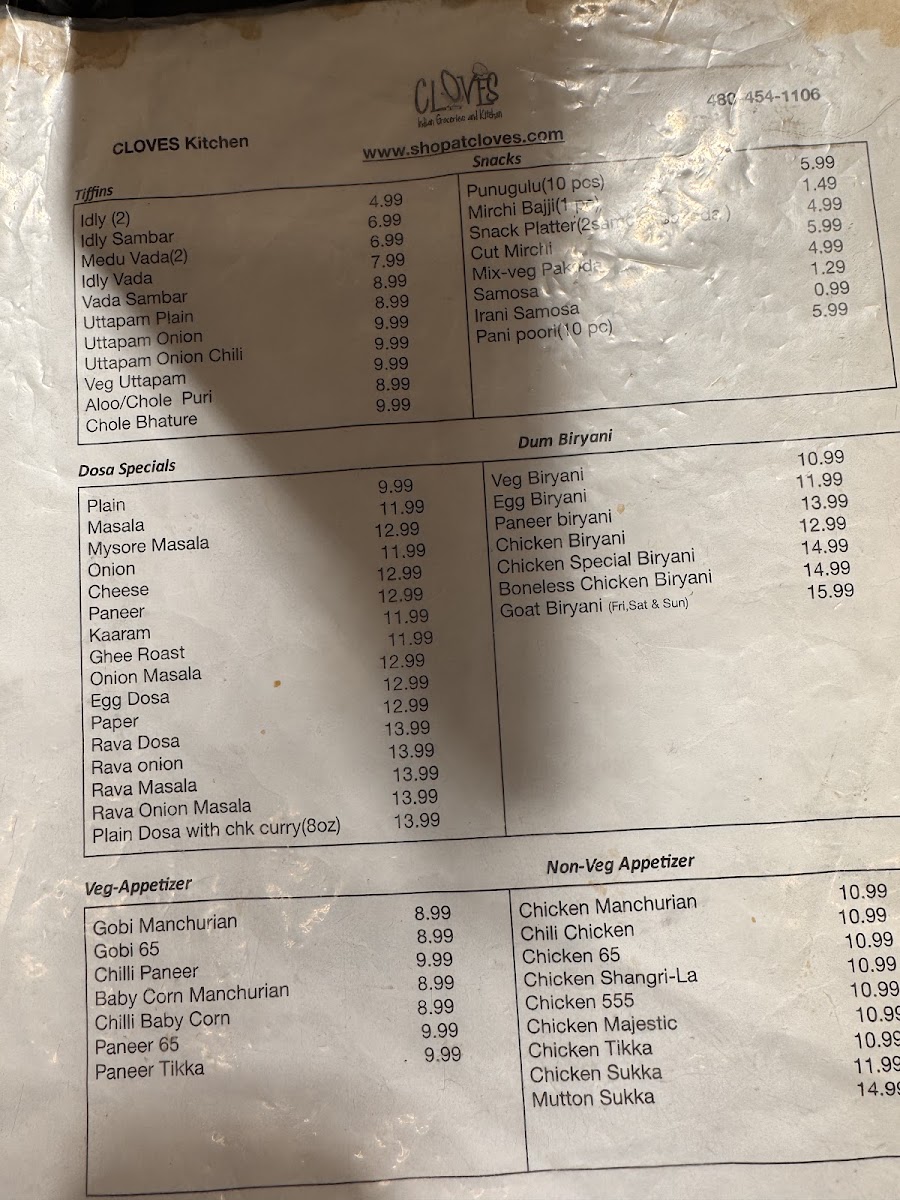 CLOVES
Indian Groceries and Kitchen
480 454-1106
CLOVES Kitchen
www.shopatcloves.com
Tiffins
Idly (2) 4.99
Idly Sambar 6.99
Medu Vada(2) 6.99
Idly Vada 7.99
Vada Sambar 8.99
Uttapam Plain 8.99
Uttapam Onion 9.99
Uttapam Onion Chili 9.99
Veg Uttapam 9.99
Aloo/Chole Puri 8.99
Chole Bhature 9.99
Snacks
Punugulu(10 pcs) 5.99
Mirchi Bajji(1 1.49
Snack Platter 4.99
Cut Mirchi 5.99
Mix-veg Pakoda 4.99
Samosa 1.29
Irani Samosa 0.99
Pani poori(10 pc) 5.99
Dosa Specials
Plain 9.99
Masala 11.99
Mysore Masala 12.99
Onion 11.99
Cheese 12.99
Paneer 12.99
Kaaram 11.99
Ghee Roast 11.99
Onion Masala 12.99
Egg Dosa 12.99
Paper 12.99
Rava Dosa 13.99
Rava onion 13.99
Rava Masala 13.99
Rava Onion Masala 13.99
Plain Dosa with chk curry(8oz) 13.99
Dum Biryani
Veg Biryani 10.99
Egg Biryani 11.99
Paneer biryani 13.99
Chicken Biryani 12.99
Chicken Special Biryani 14.99
Boneless Chicken Biryani 14.99
Goat Biryani (Fri,Sat & Sun) 15.99
Veg-Appetizer
Gobi Manchurian 8.99
Gobi 65 8.99
Chilli Paneer 9.99
Baby Corn Manchurian 8.99
Chilli Baby Corn 8.99
Paneer 65 9.99
Paneer Tikka 9.99
Non-Veg Appetizer
Chicken Manchurian 10.99
Chili Chicken 10.99
Chicken 65 10.99
Chicken Shangri-La 10.99
Chicken 555 10.99
Chicken Majestic 10.99
Chicken Tikka 10.99
Chicken Sukka 11.99
Mutton Sukka 14.99